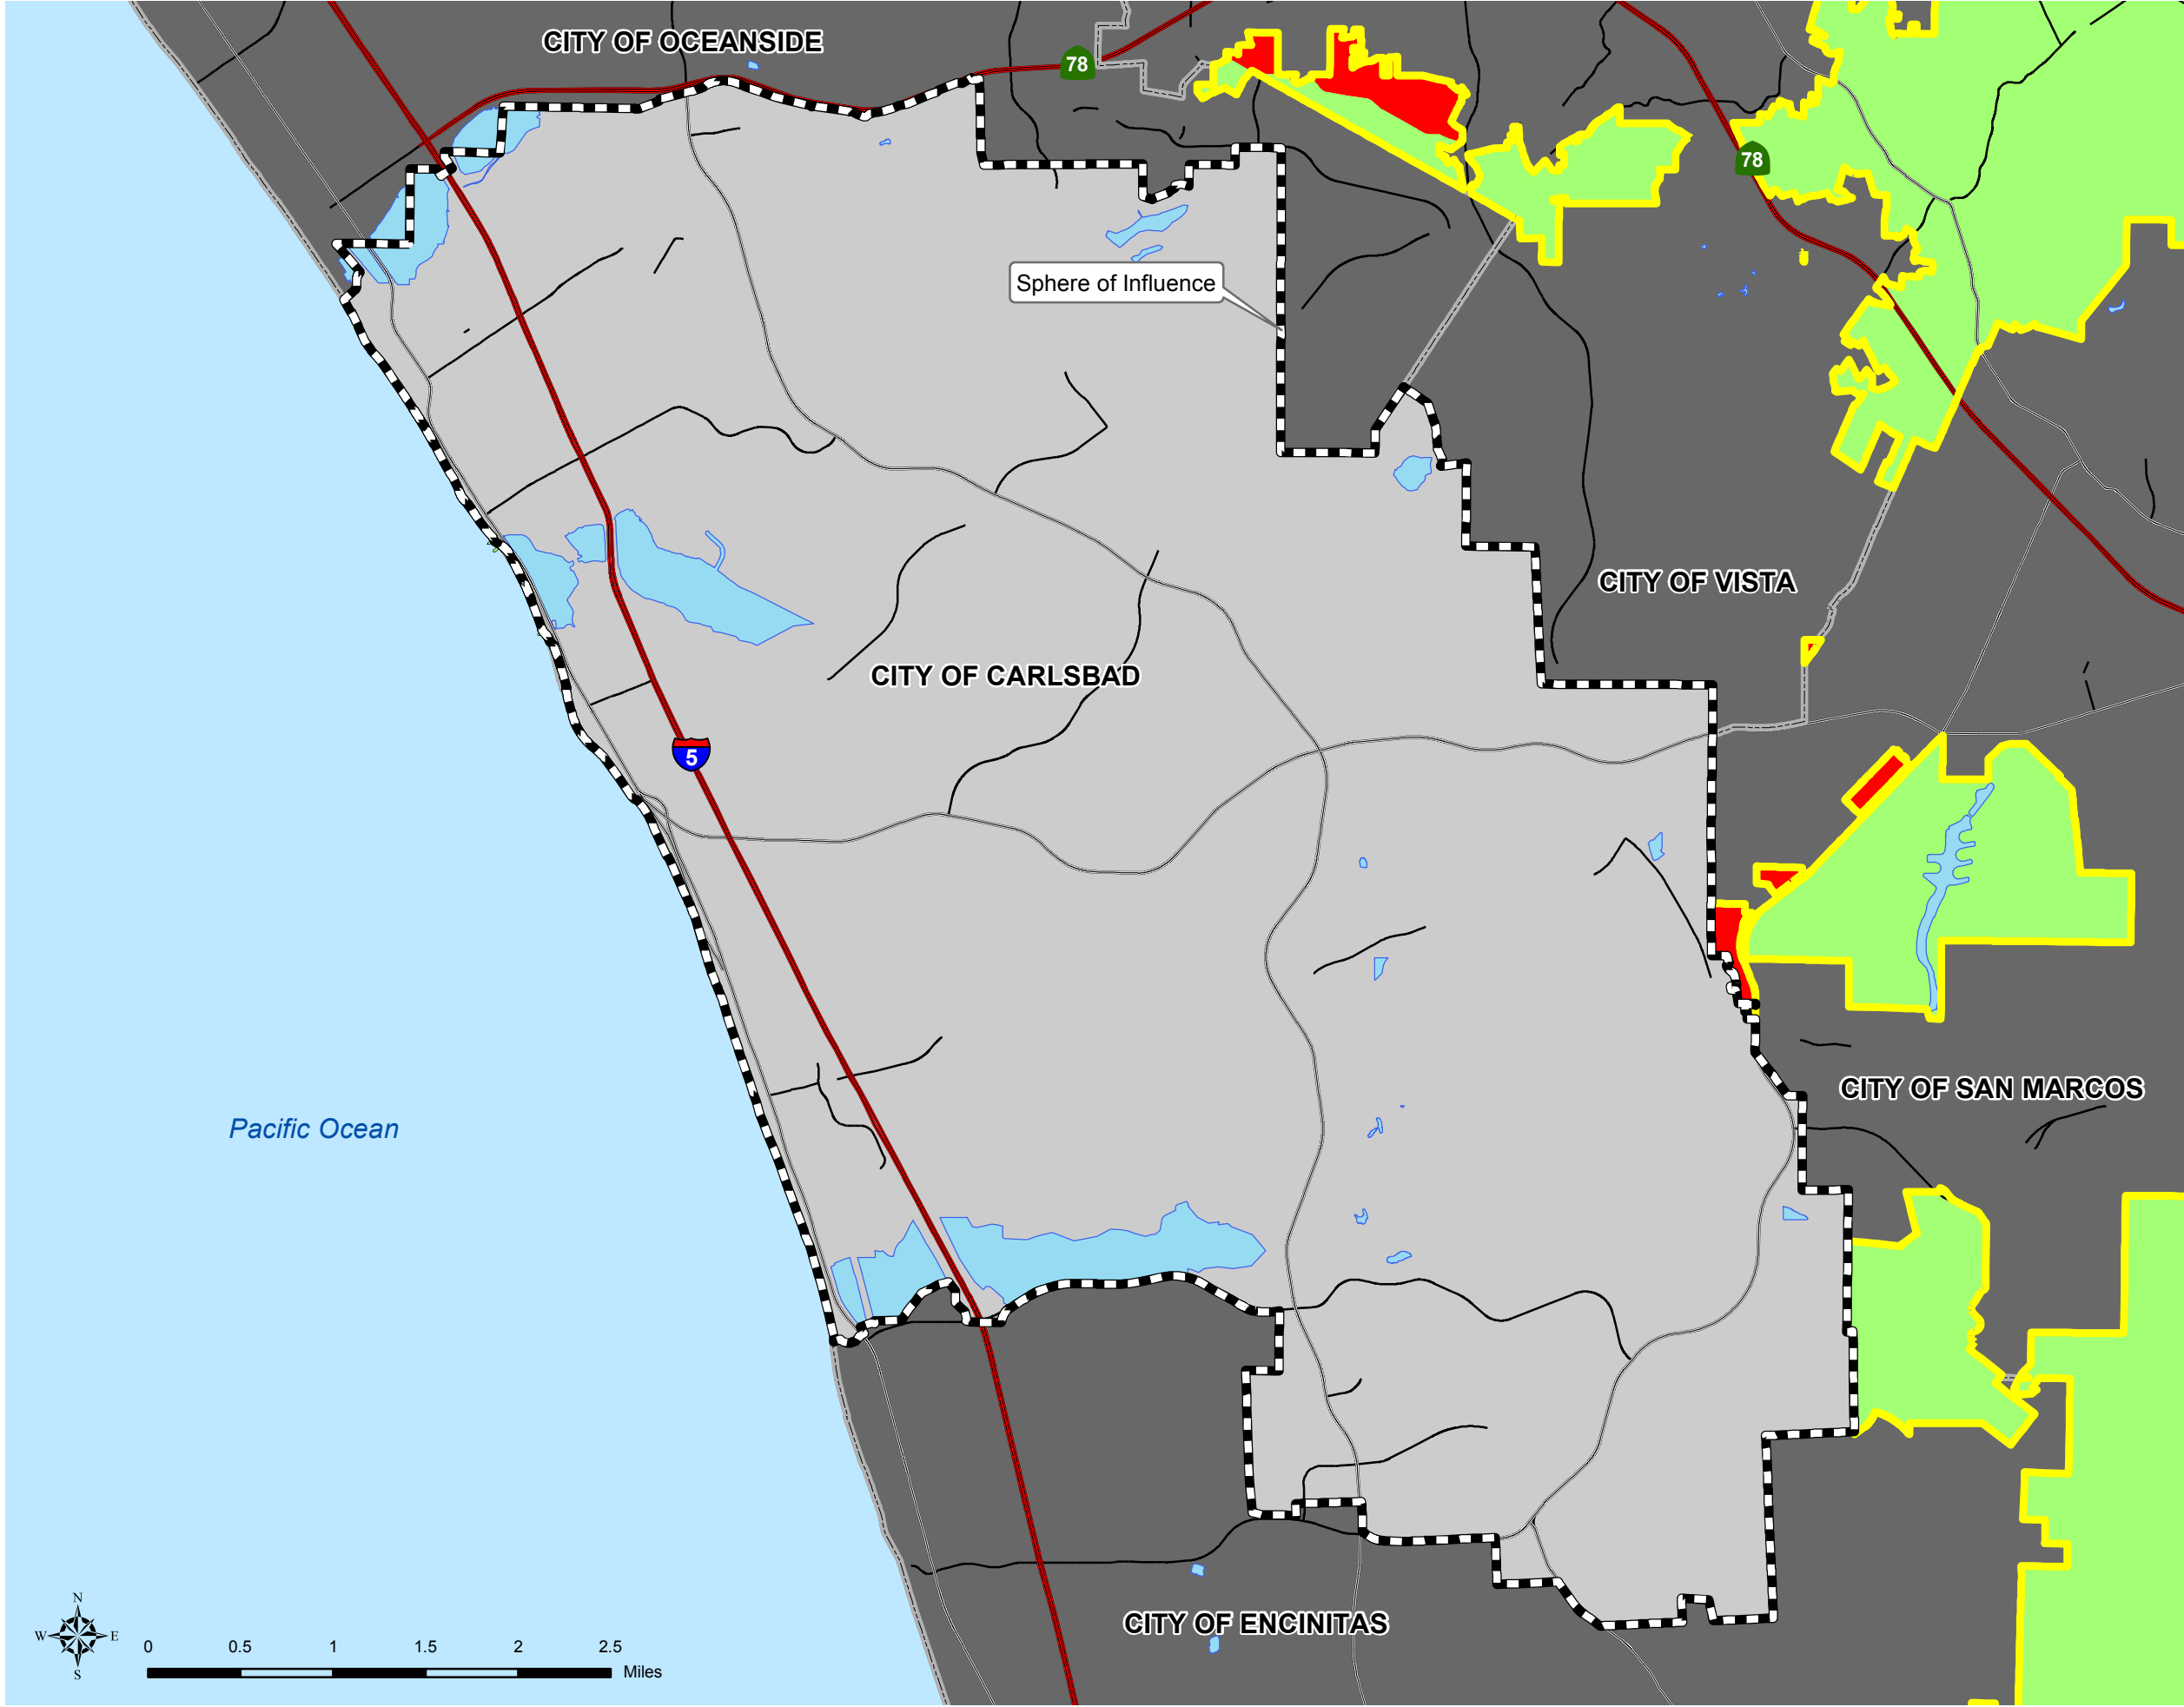 CITY OF OCEANSIDE
78
78
Sphere of Influence
CITY OF VISTA
CITY OF CARLSBAD
5
CITY OF SAN MARCOS
Pacific Ocean
CITY OF ENCINITAS
N
W E
S
0 0.5 1 1.5 2 2.5
Miles